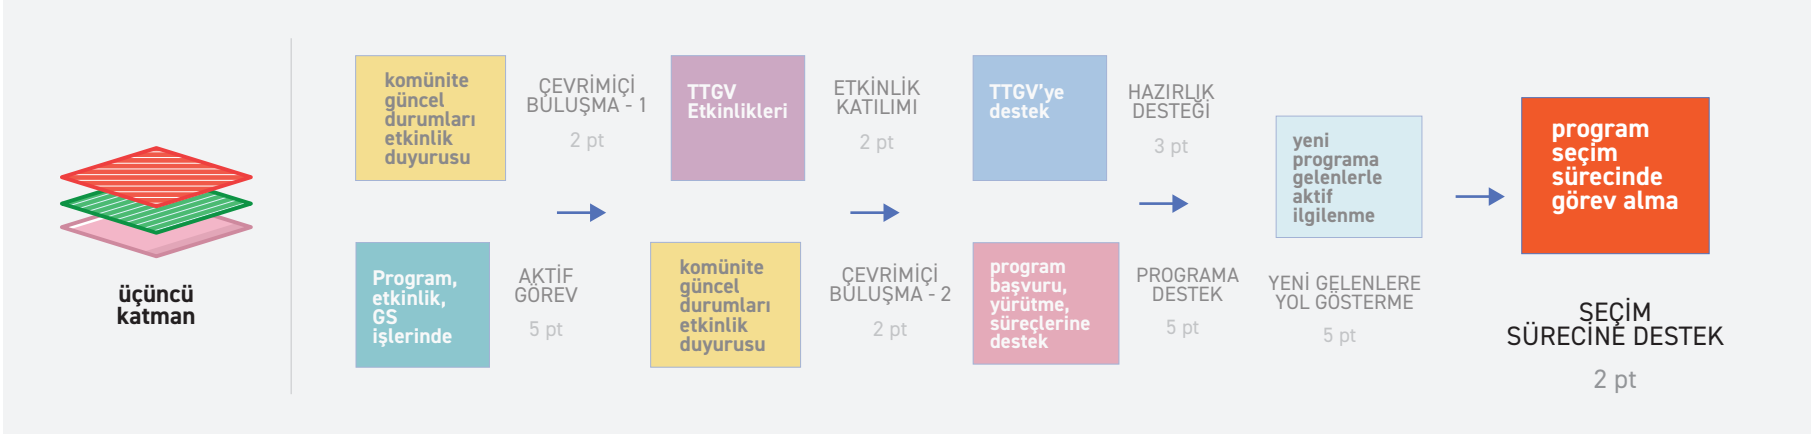 üçüncü
katman
komünite
güncel
durumları
etkinlik
duyurusu
ÇEVRİMİÇİ
BULUŞMA - 1
2 pt
Program,
etkinlik,
GS
işlerinde
AKTİF
GÖREV
5 pt
TTGV
Etkinlikleri
ETKİNLİK
KATILIMI
2 pt
komünite
güncel
durumları
etkinlik
duyurusu
ÇEVRİMİÇİ
BULUŞMA - 2
2 pt
TTGV'ye
destek
HAZIRLIK
DESTEĞİ
3 pt
program
başvuru,
yürütme,
süreçlerine
destek
PROGRAMA
DESTEK
5 pt
yeni
programa
gelenlerle
aktif
ilgilenme
YENİ GELENLERE
YOL GÖSTERME
5 pt
program
seçim
sürecinde
görev alma
SEÇİM
SÜRECİNE DESTEK
2 pt